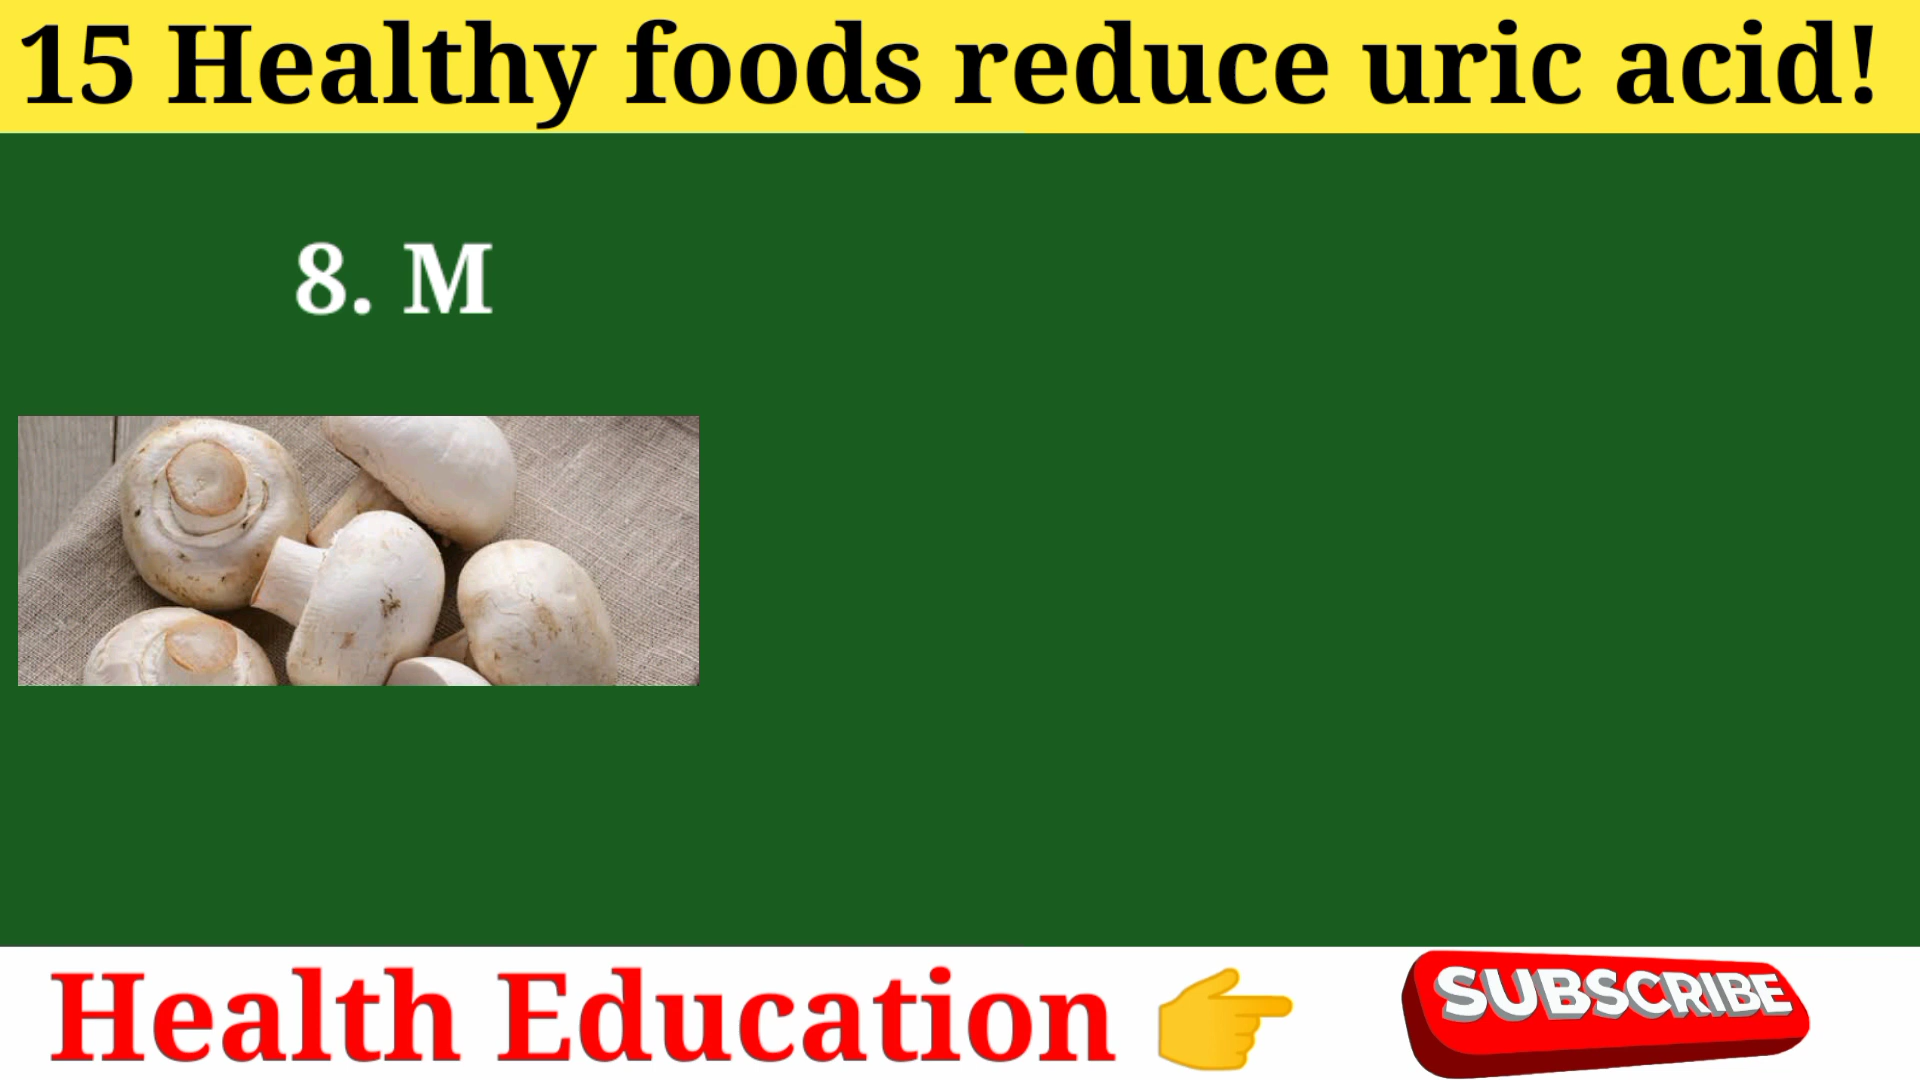 15 Healthy foods reduce uric acid!
8. M
Health Education 👉
SUBSCRIBE